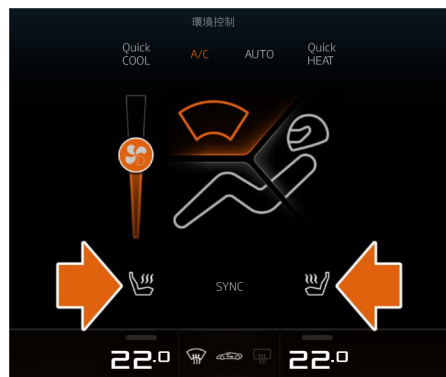 環境控制
Quick
COOL
A/C
AUTO
Quick
HEAT
SYNC
22.0
22.0